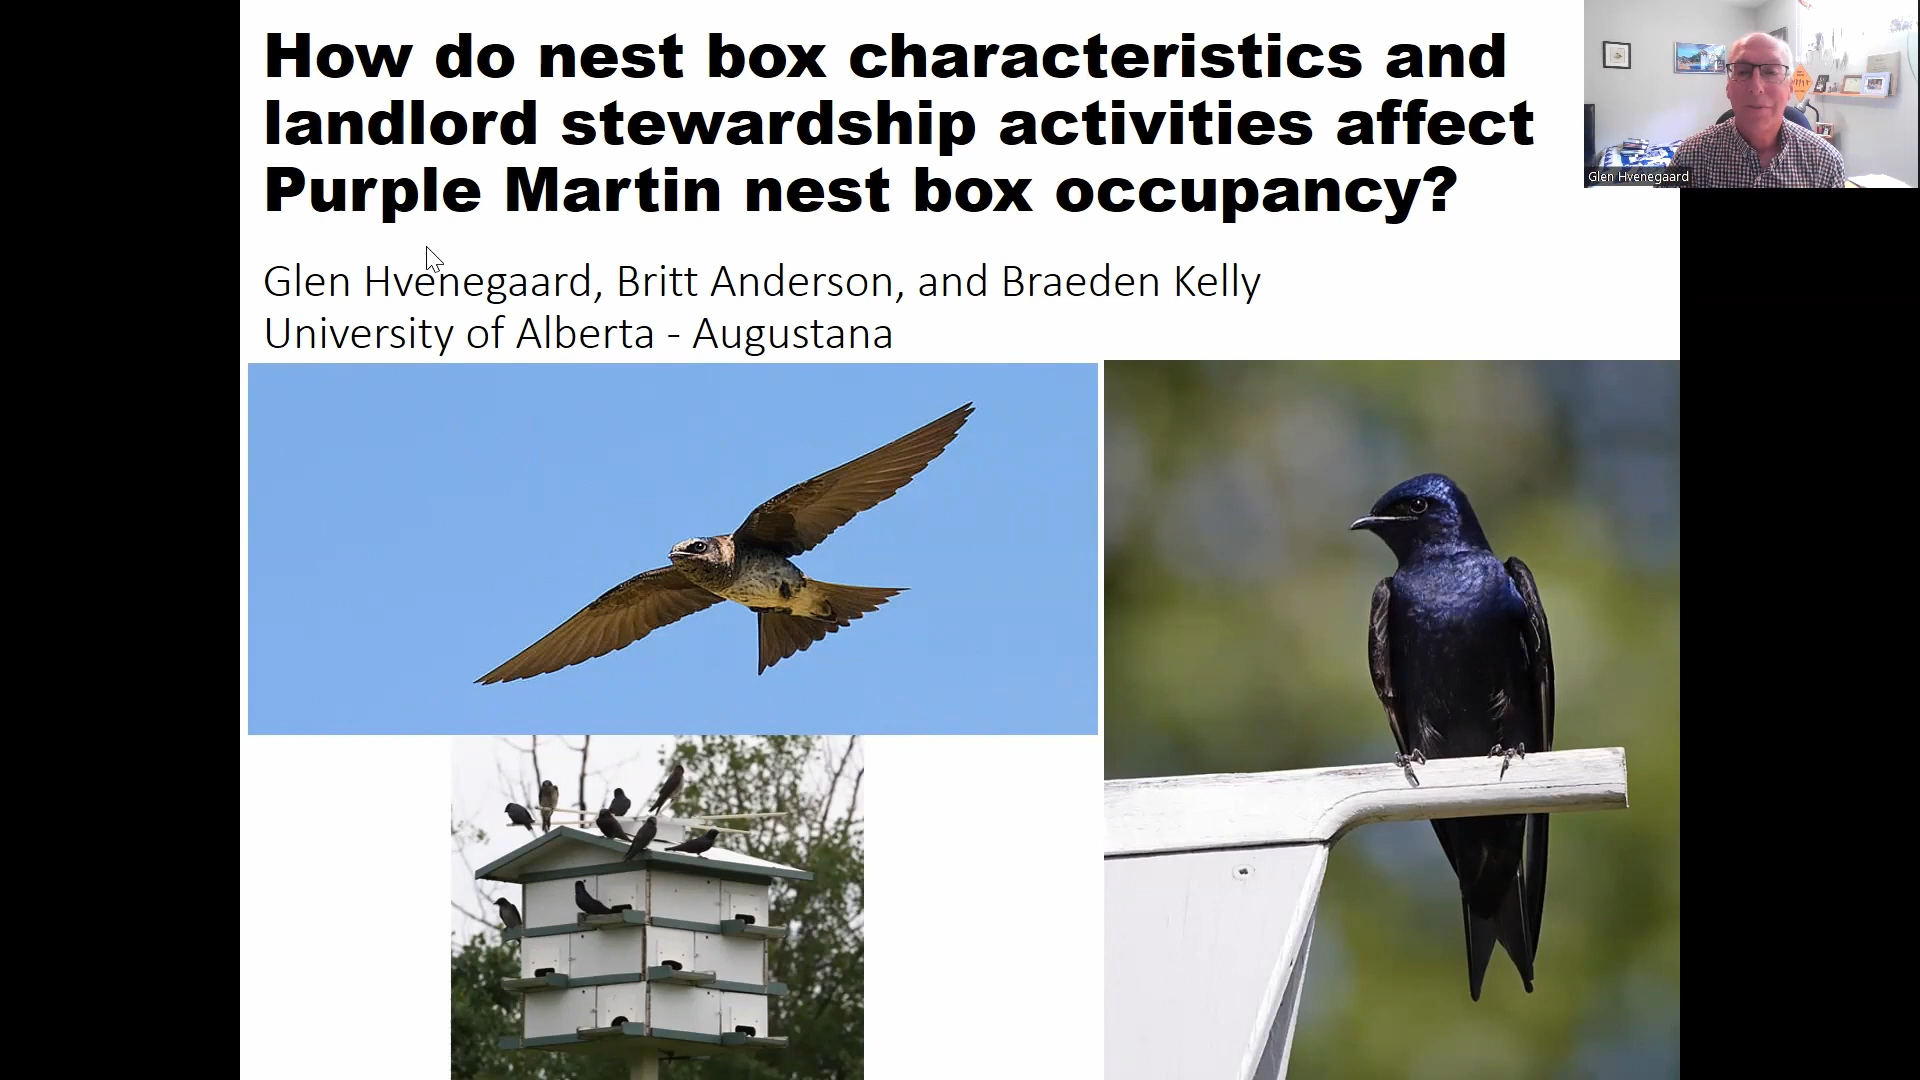 How do nest box characteristics and
landlord stewardship activities affect
Purple Martin nest box occupancy?
Glen Hvenegaard, Britt Anderson, and Braeden Kelly
University of Alberta - Augustana
Glen Hvenegaard